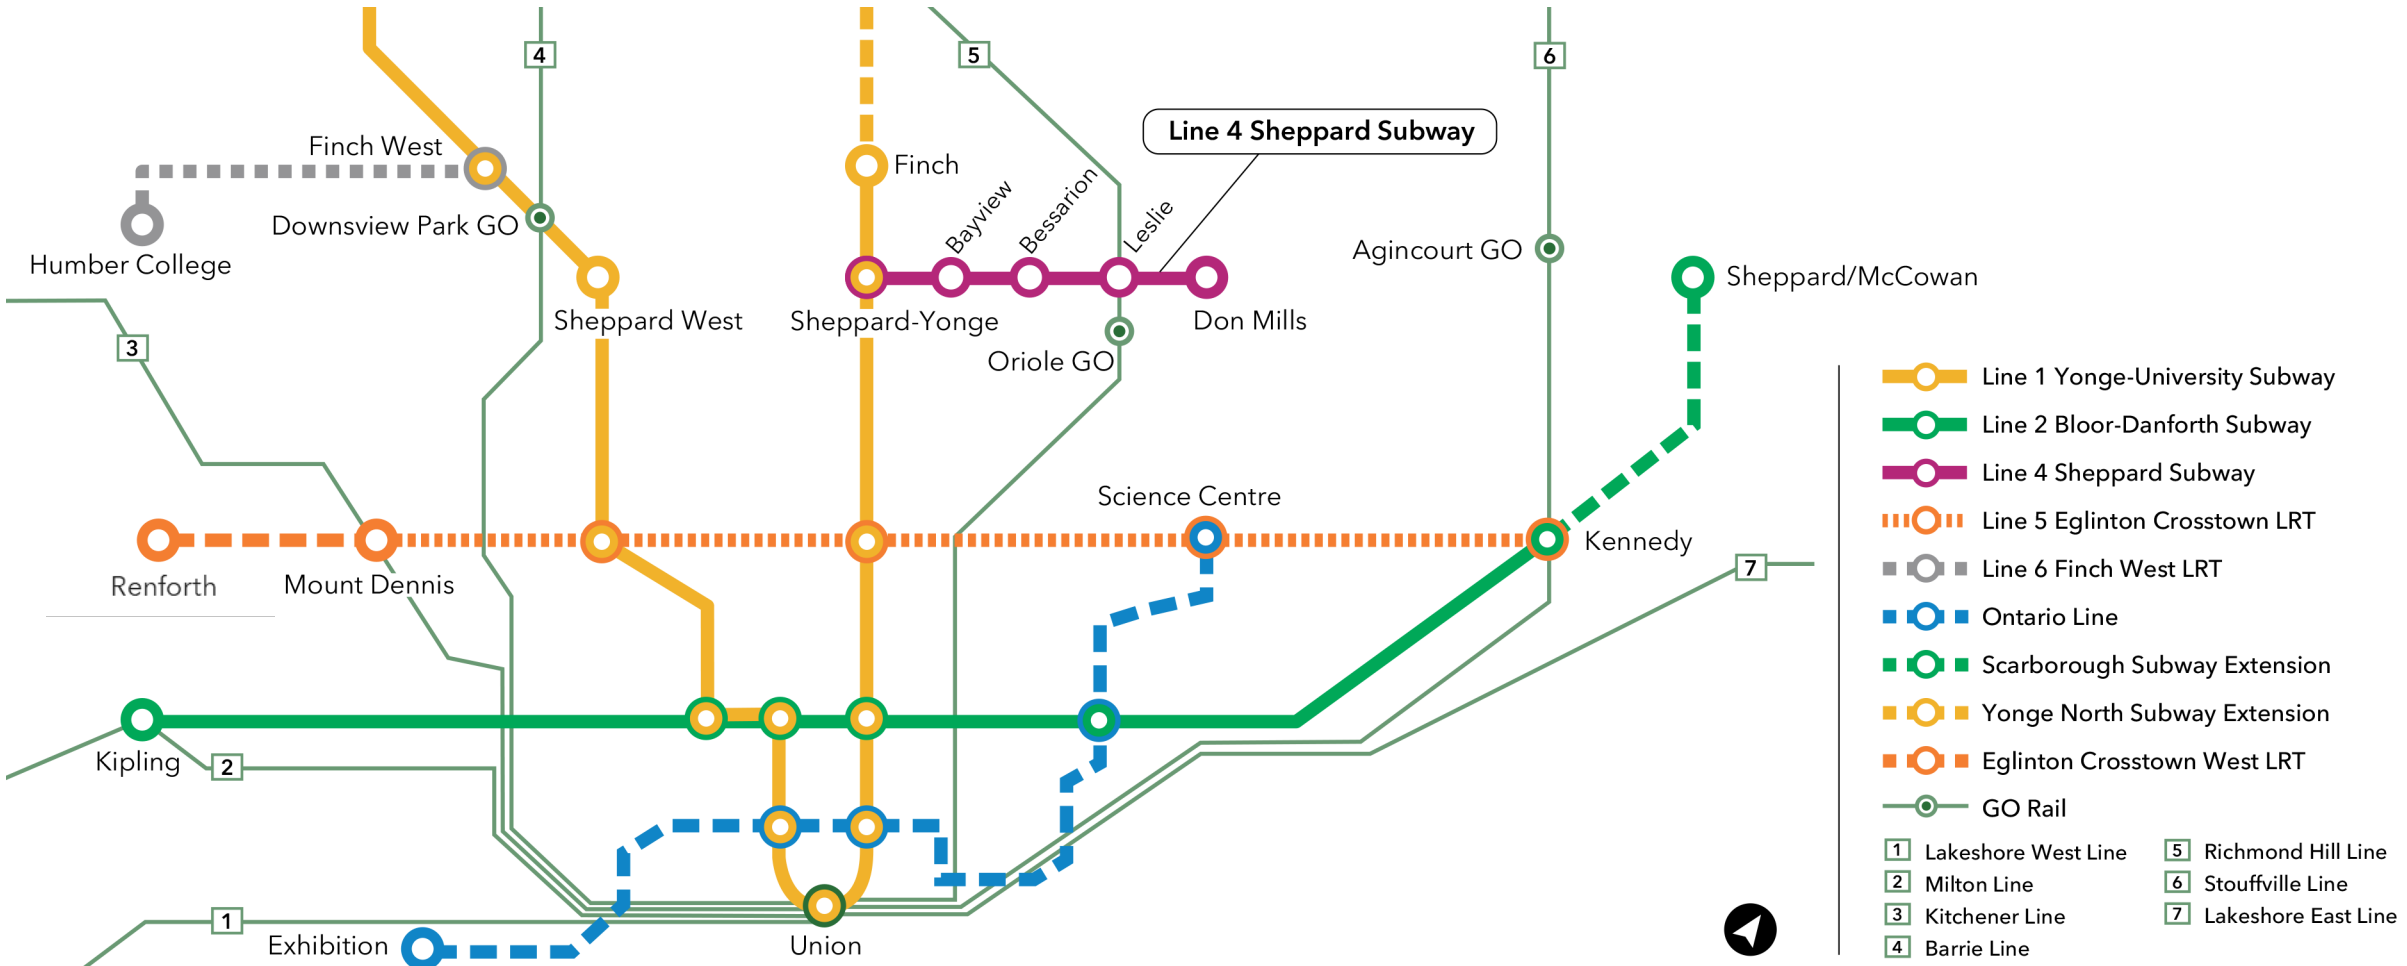 4
5
6
Line 4 Sheppard Subway
Finch West
Finch
Bayview
Bessarion
Leslie
Downsview Park GO
Agincourt GO
Humber College
Sheppard/McCowan
Sheppard West
Sheppard-Yonge
Don Mills
3
Oriole GO
Science Centre
Kennedy
Renforth
Mount Dennis
7
Kipling
2
1
Exhibition
Union
Line 1 Yonge-University Subway
Line 2 Bloor-Danforth Subway
Line 4 Sheppard Subway
Line 5 Eglinton Crosstown LRT
Line 6 Finch West LRT
Ontario Line
Scarborough Subway Extension
Yonge North Subway Extension
Eglinton Crosstown West LRT
GO Rail
1 Lakeshore West Line
2 Milton Line
3 Kitchener Line
4 Barrie Line
5 Richmond Hill Line
6 Stouffville Line
7 Lakeshore East Line